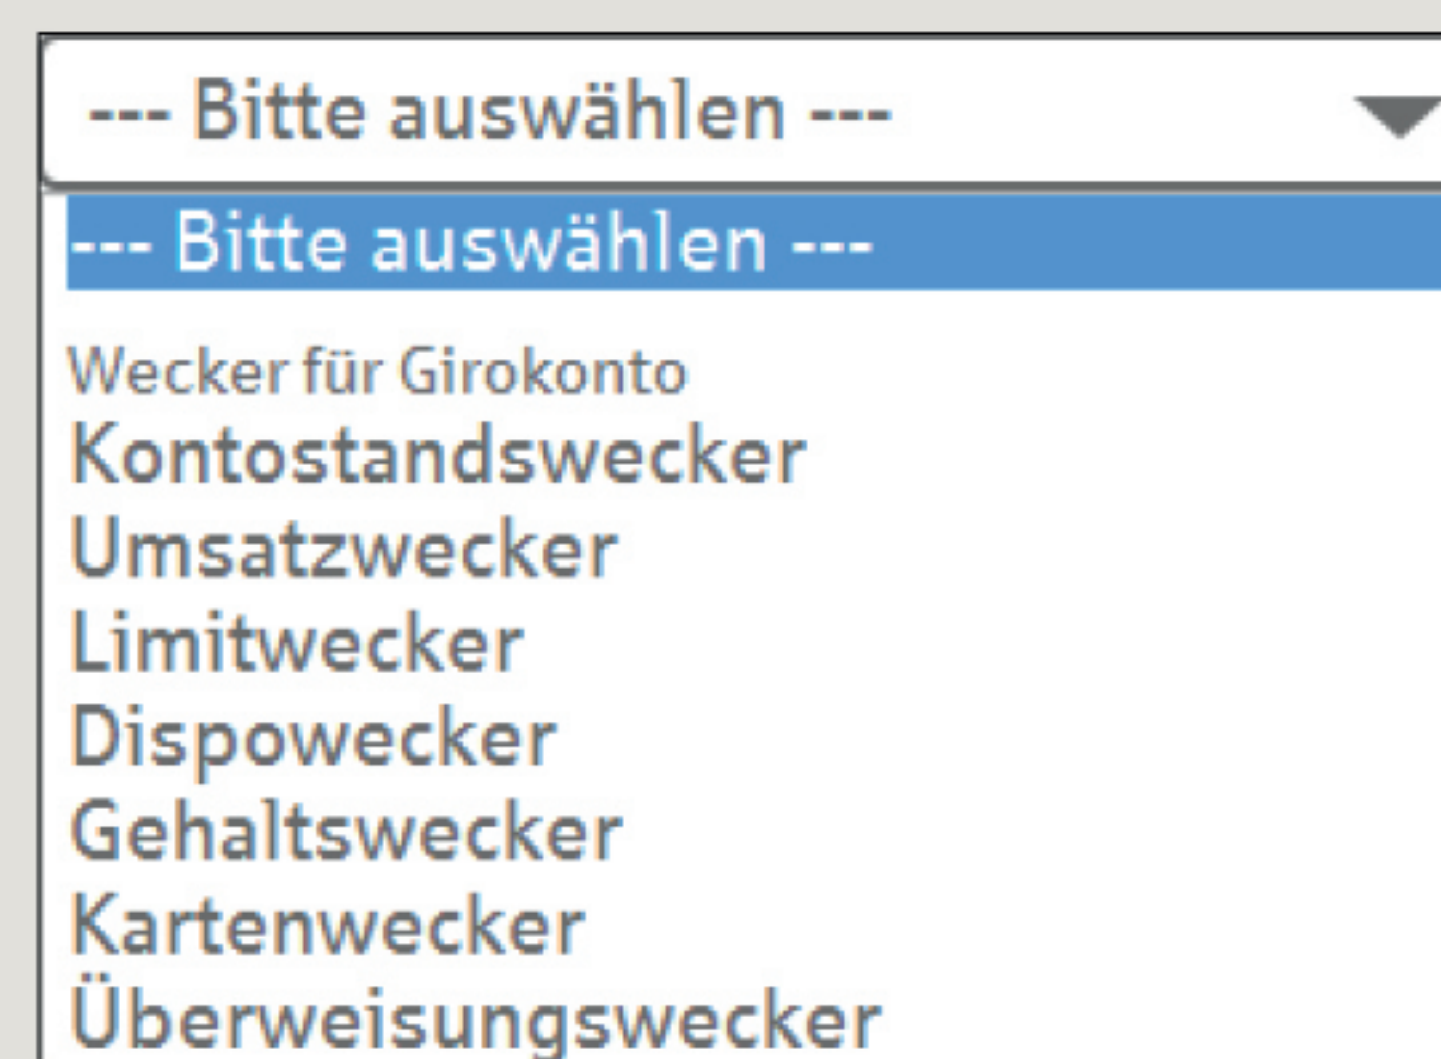 --- Bitte auswählen ---
--- Bitte auswählen ---
Wecker für Girokonto
Kontostandswecker
Umsatzwecker
Limitwecker
Dispowecker
Gehaltswecker
Kartenwecker
Überweisungswecker